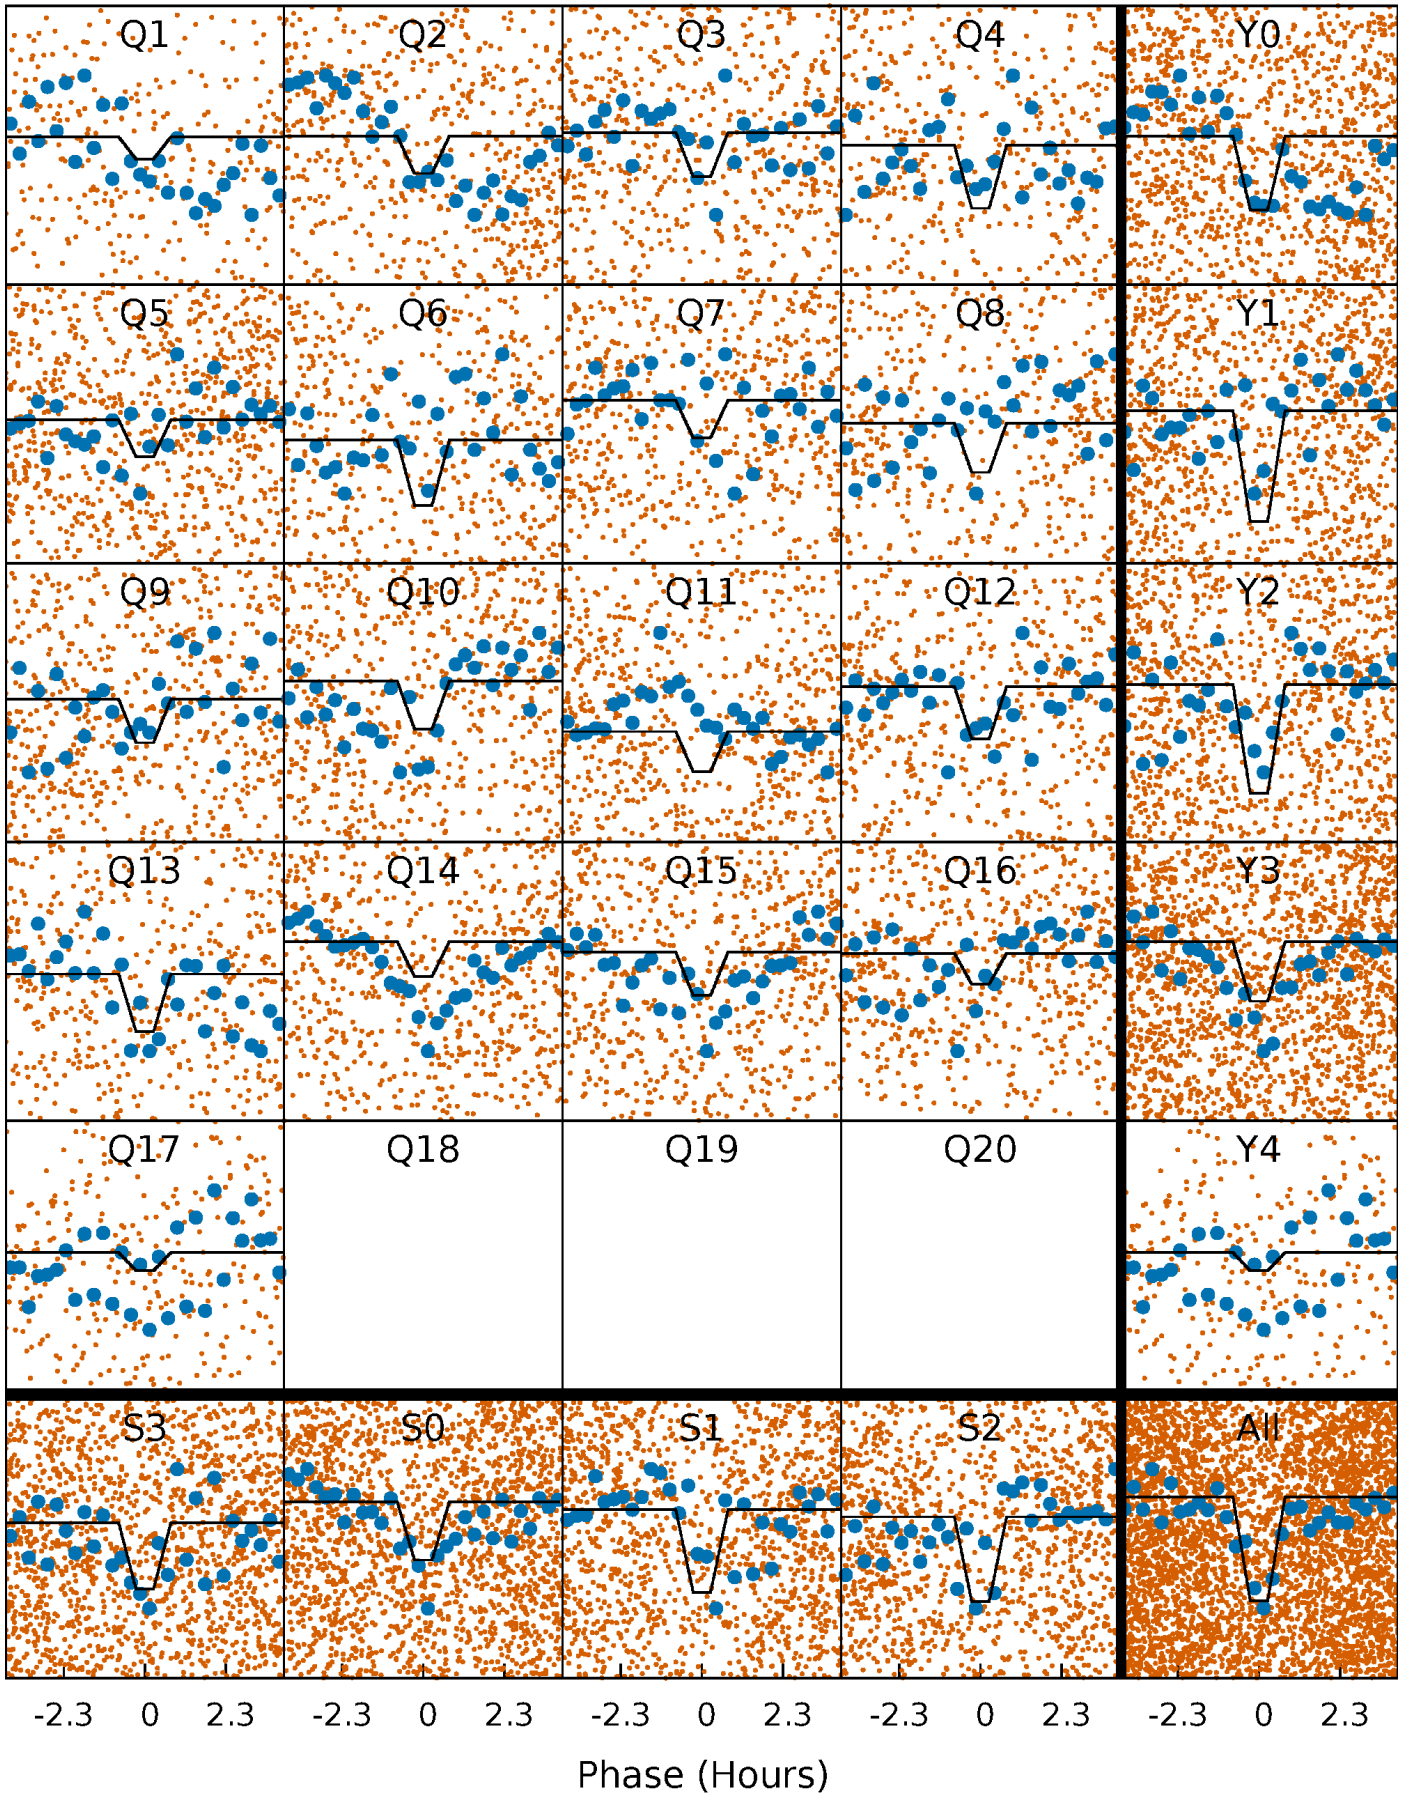 Q1 Q2 Q3 Q4 Y0
Q5 Q6 Q7 Q8 Y1
Q9 Q10 Q11 Q12 Y2
Q13 Q14 Q15 Q16 Y3
Q17 Q18 Q19 Q20 Y4
S3 S0 S1 S2 All
-2.3 0 2.3 -2.3 0 2.3 -2.3 0 2.3 -2.3 0 2.3 -2.3 0 2.3
Phase (Hours)